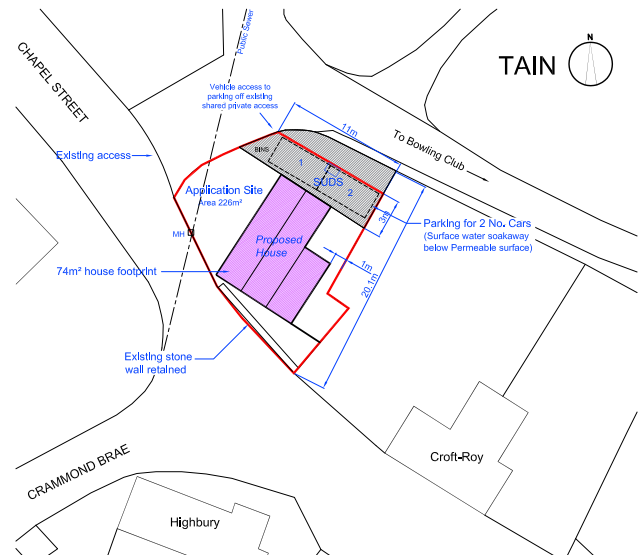 CHAPEL STREET
Public Sewer
N
TAIN
Vehicle access to
parking off existing
shared private access
11m
To Bowling Club
Existing access
BINS
1
SUDS
2
Application Site
Area 226m²
3m
Parking for 2 No. Cars
(Surface water soakaway
below Permeable surface)
MH
Proposed
House
74m² house footprint
1m
20.1m
Existing stone
wall retained
CRAMMOND BRAE
Croft-Roy
Highbury